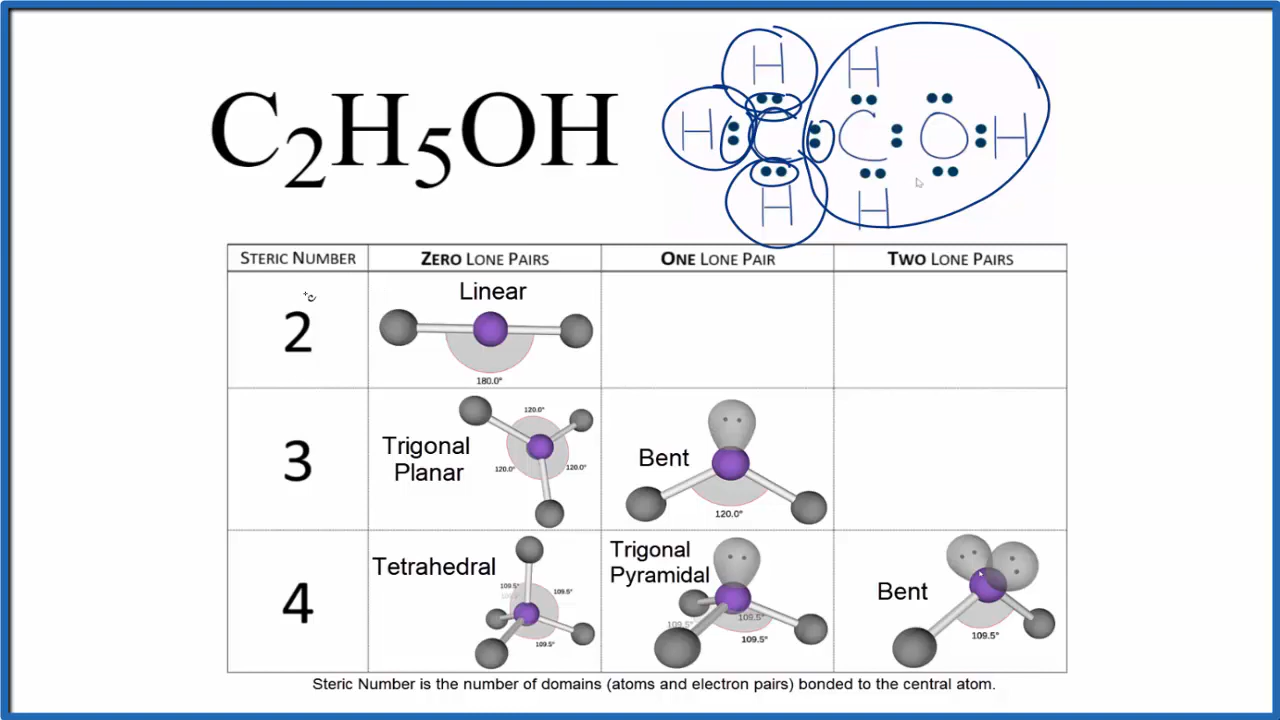 C2H5OH
H H
H C C O H
H H
STERIC NUMBER ZERO LONE PAIRS ONE LONE PAIR TWO LONE PAIRS
2
Linear
180.0°
3
Trigonal
Planar
120.0°
120.0°
120.0°
Bent
120.0°
4
Tetrahedral
109.5°
109.5°
109.5°
Trigonal
Pyramidal
109.5°
109.5°
109.5°
Bent
109.5°
Steric Number is the number of domains (atoms and electron pairs) bonded to the central atom.